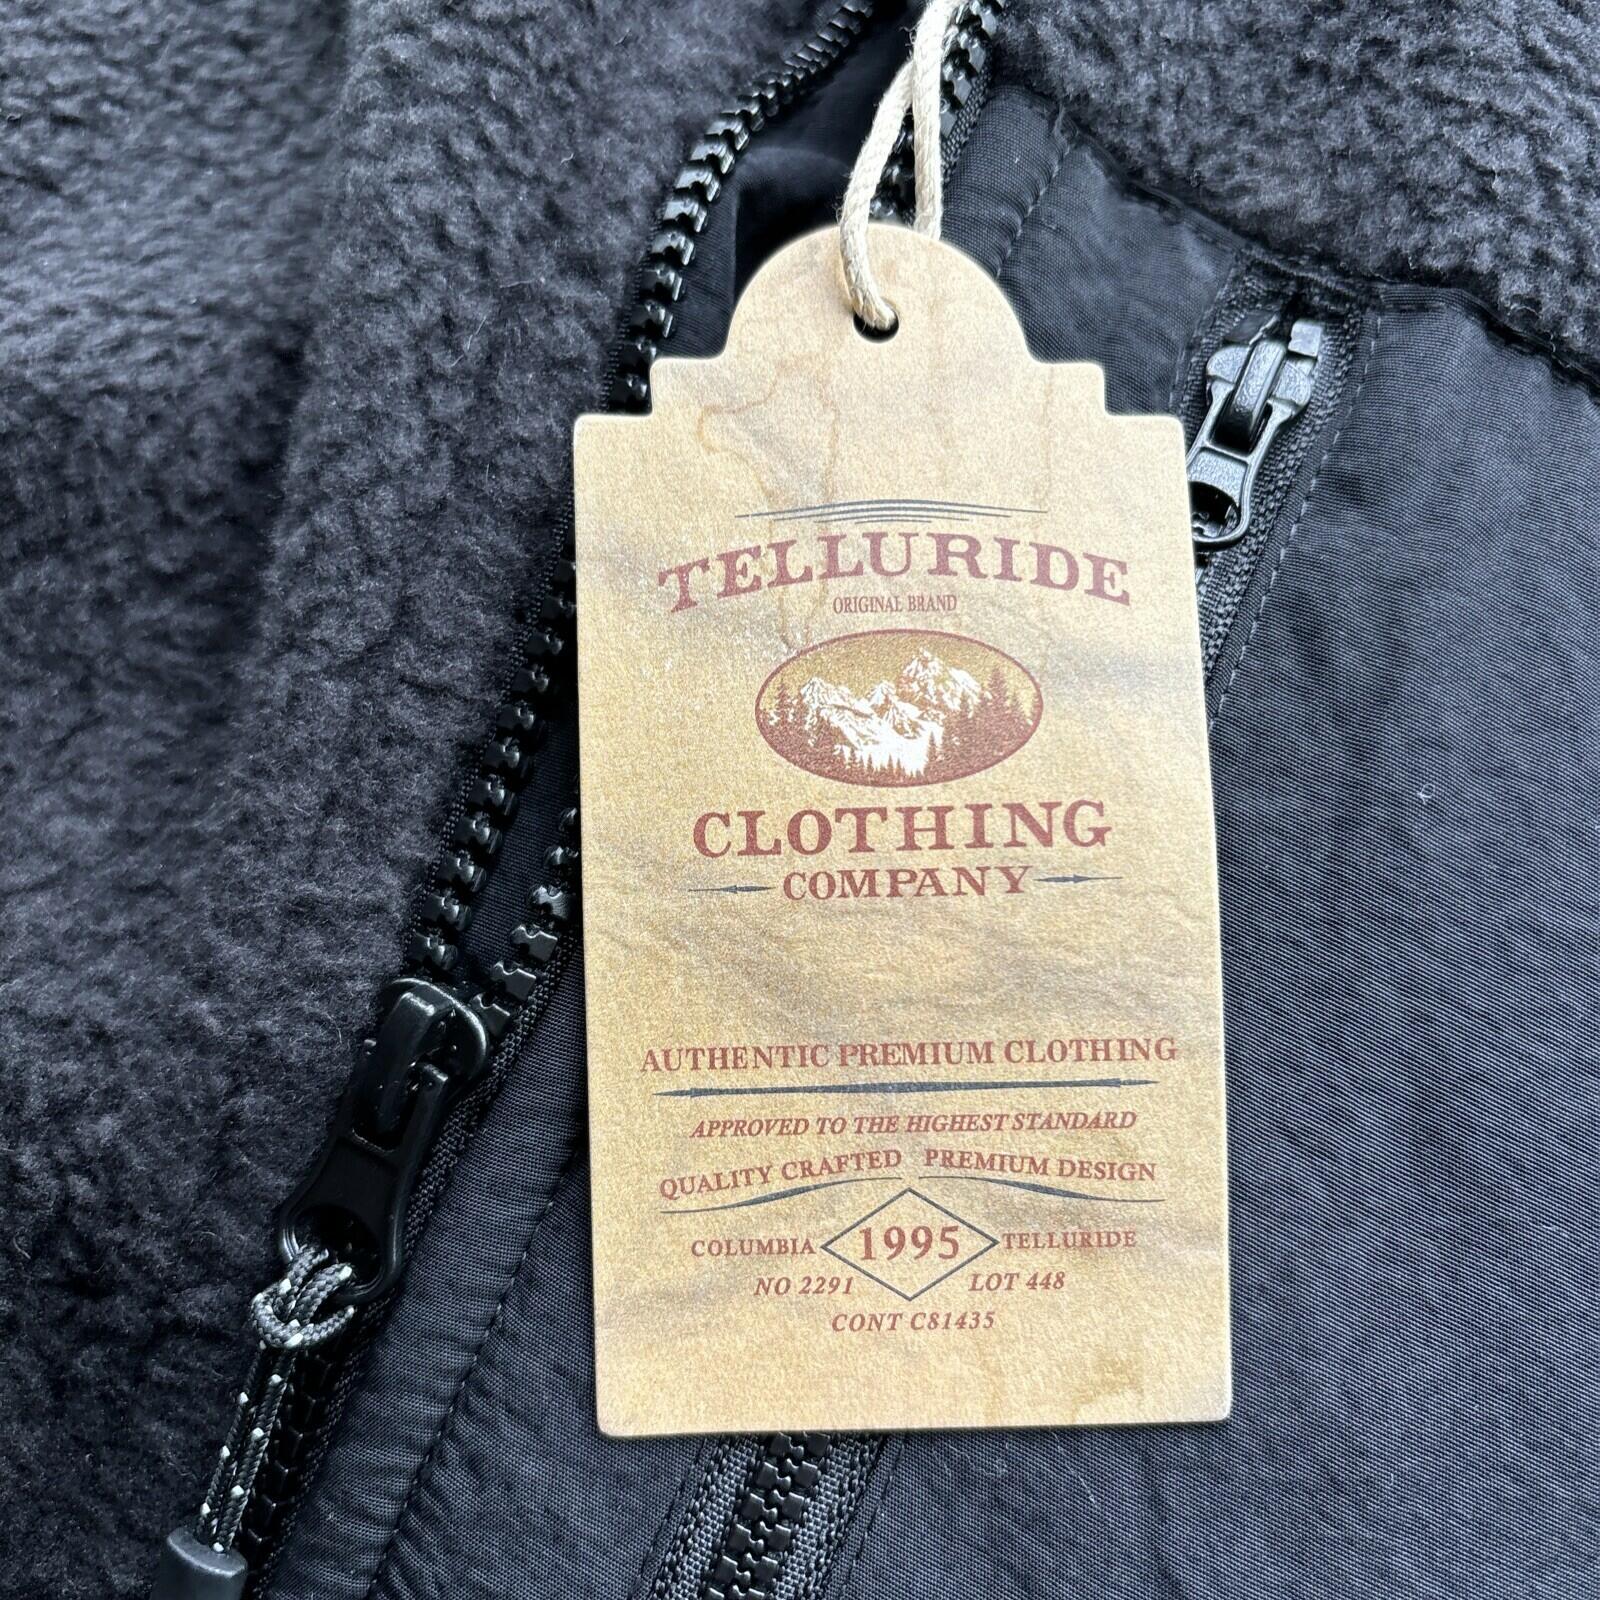 TELLURIDE
ORIGINAL BRAND
CLOTHING
COMPANY
AUTHENTIC PREMIUM CLOTHING
APPROVED TO THE HIGHEST STANDARD
QUALITY CRAFTED PREMIUM DESIGN
COLUMBIA 1995 TELLURIDE
NO 2291 LOT 448
CONT C81435